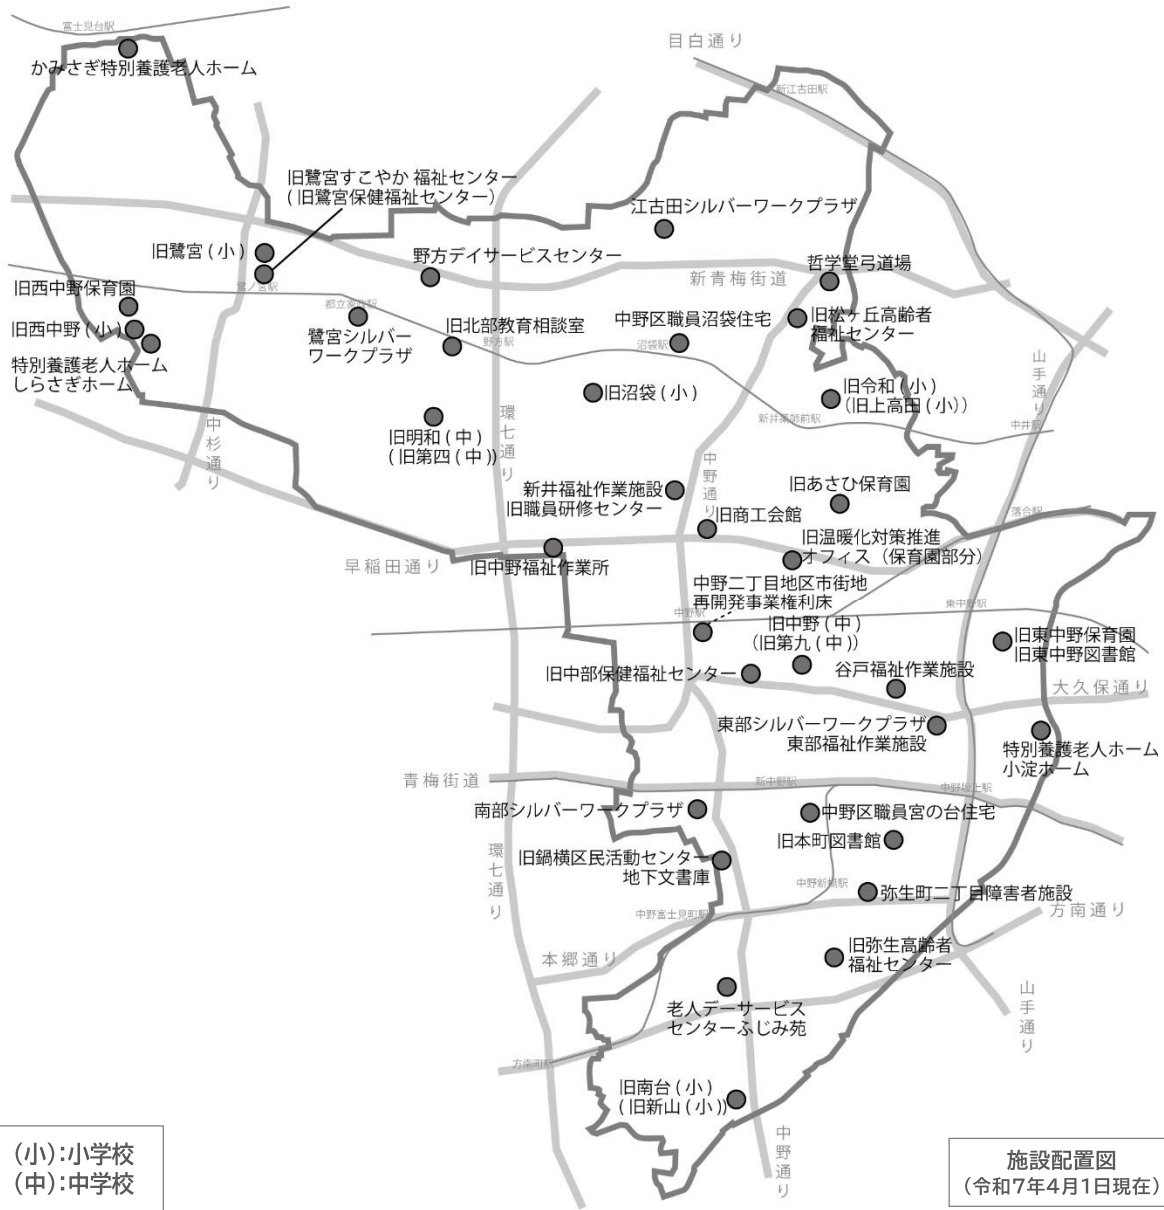 富士見台駅
かみさぎ特別養護老人ホーム
目白通り
新江古田駅
旧鷺宮すこやか 福祉センター
(旧鷺宮保健福祉センター)
江古田シルバーワークプラザ
旧鷺宮(小)
野方デイサービスセンター
哲学堂弓道場
新青梅街道
鷺ノ宮駅
旧西中野保育園
都立家政駅
旧西中野(小)
鷺宮シルバー
ワークプラザ
旧北部教育相談室
野方駅
中野区職員沼袋住宅
沼袋駅
旧松ヶ丘高齢者
福祉センター
特別養護老人ホーム
しらさぎホーム
山手通り
旧沼袋(小)
旧令和(小)
(旧上高田(小))
新井薬師前駅
中井駅
中杉通り
旧明和(中)
(旧第四(中))
環七通り
中野通り
新井福祉作業施設
旧職員研修センター
旧あさひ保育園
旧商工会館
落合駅
旧温暖化対策推進
オフィス（保育園部分）
早稲田通り
旧中野福祉作業所
中野二丁目地区市街地
再開発事業権利床
中野駅
東中野駅
旧中野(中)
(旧第九(中))
旧東中野保育園
旧東中野図書館
旧中部保健福祉センター
谷戸福祉作業施設
大久保通り
東部シルバーワークプラザ
東部福祉作業施設
特別養護老人ホーム
小淀ホーム
青梅街道
新中野駅
中野坂上駅
南部シルバーワークプラザ
中野区職員宮の台住宅
旧本町図書館
環七通り
旧鍋横区民活動センター
地下文書庫
中野新橋駅
弥生町二丁目障害者施設
中野富士見町駅
方南通り
本郷通り
旧弥生高齢者
福祉センター
山手通り
老人デーサービス
センターふじみ苑
方南町駅
旧南台(小)
(旧新山(小))
中野通り
(小):小学校
(中):中学校
施設配置図
(令和7年4月1日現在)